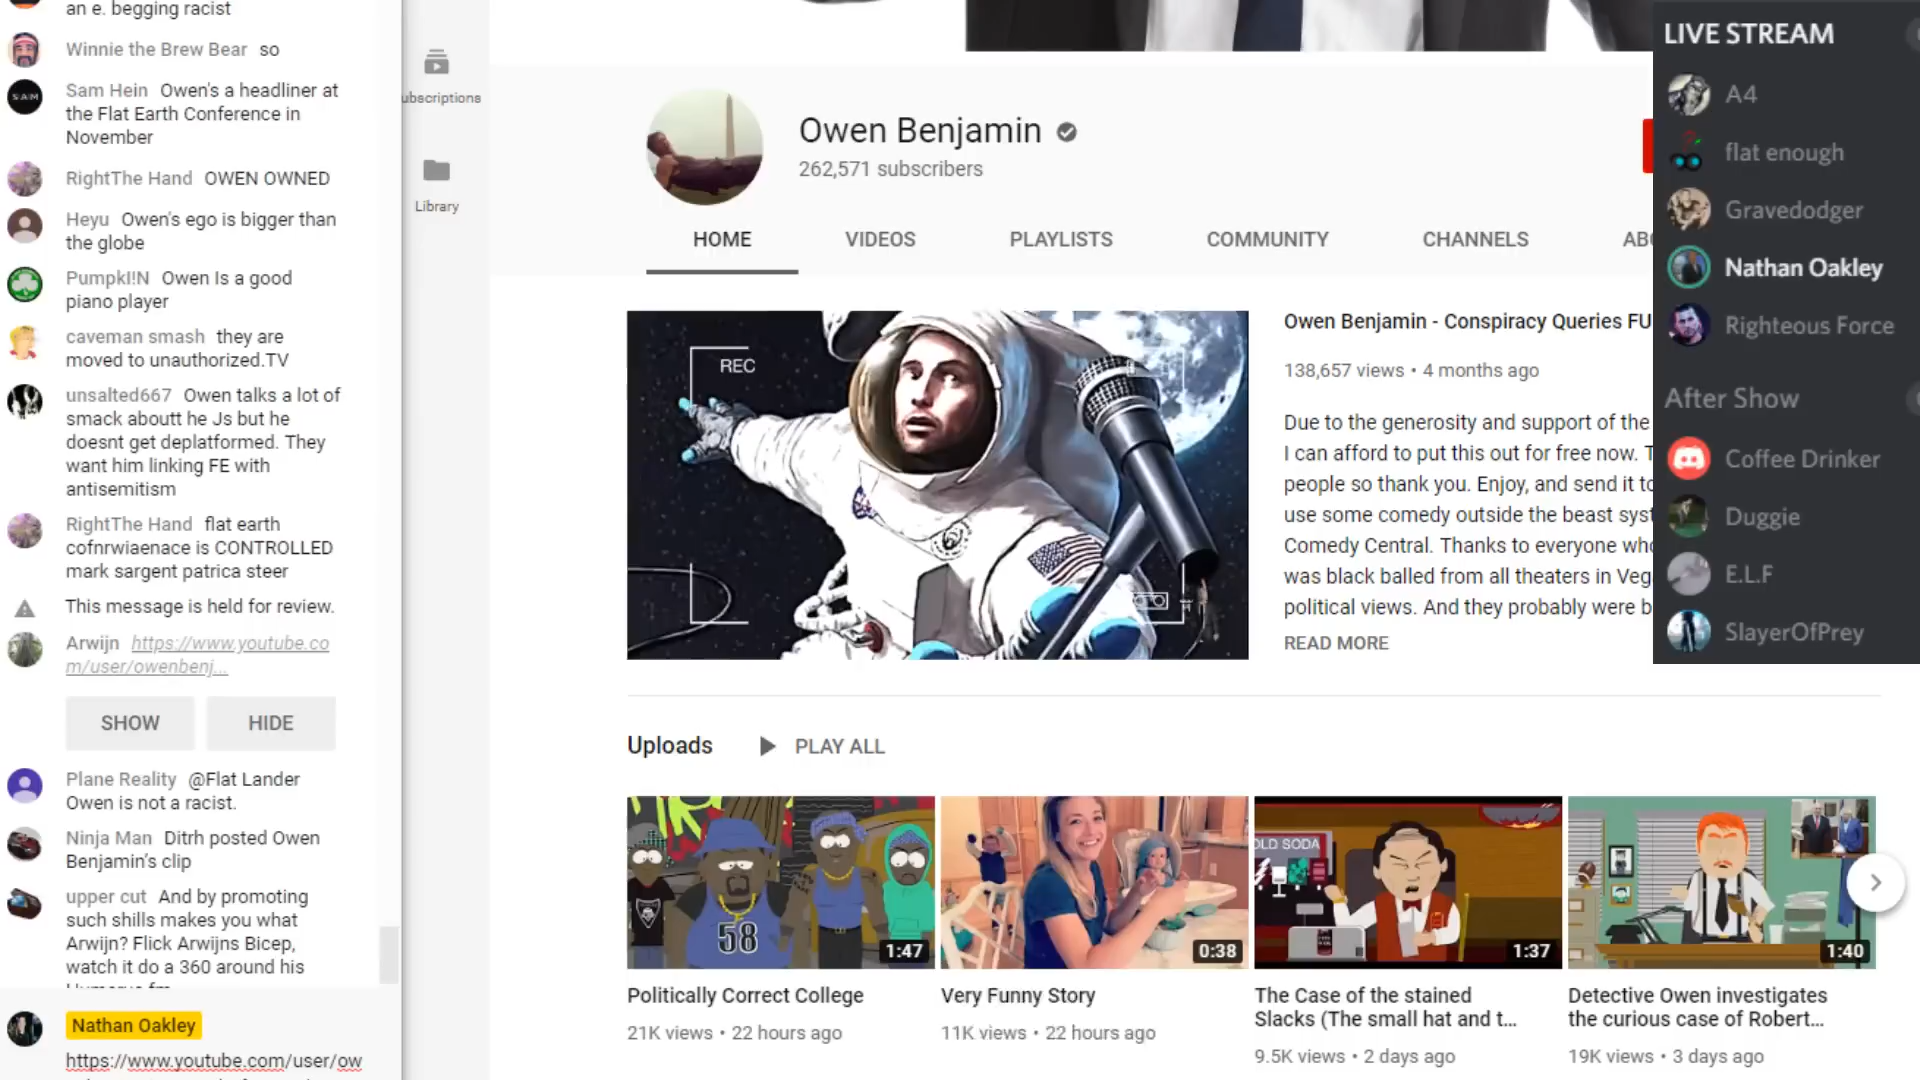 an e. begging racist
Winnie the Brew Bear so
SAM
Sam Hein Owen's a headliner at
the Flat Earth Conference in
November
RightThe Hand OWEN OWNED
Heyu Owen's ego is bigger than
the globe
PumpkI!N Owen Is a good
piano player
caveman smash they are
moved to unauthorized.TV
unsalted667 Owen talks a lot of
smack aboutt he Js but he
doesnt get deplatformed. They
want him linking FE with
antisemitism
RightThe Hand flat earth
cofnrwiaenace is CONTROLLED
mark sargent patrica steer
This message is held for review.
Arwijn https://www.youtube.co
m/user/owenbenj...
SHOW HIDE
Plane Reality @Flat Lander
Owen is not a racist.
Ninja Man Ditrh posted Owen
Benjamin's clip
upper cut And by promoting
such shills makes you what
Arwijn? Flick Arwijns Bicep,
watch it do a 360 around his
Nathan Oakley
https://www.youtube.com/user/ow
ubscriptions
Library
Owen Benjamin
262,571 subscribers
HOME VIDEOS PLAYLISTS COMMUNITY CHANNELS AB
REC
Owen Benjamin - Conspiracy Queries FU
138,657 views • 4 months ago
Due to the generosity and support of the
I can afford to put this out for free now. T
people so thank you. Enjoy, and send it to
use some comedy outside the beast syst
Comedy Central. Thanks to everyone who
was black balled from all theaters in Veg
political views. And they probably were b
READ MORE
Uploads PLAY ALL
58
1:47
0:38
OLD SODA
1:37
1:40
Politically Correct College
21K views • 22 hours ago
Very Funny Story
11K views • 22 hours ago
The Case of the stained
Slacks (The small hat and t...
9.5K views • 2 days ago
Detective Owen investigates
the curious case of Robert...
19K views • 3 days ago
LIVE STREAM
A4
flat enough
Gravedodger
Nathan Oakley
Righteous Force
After Show
Coffee Drinker
Duggie
E.L.F
SlayerOfPrey